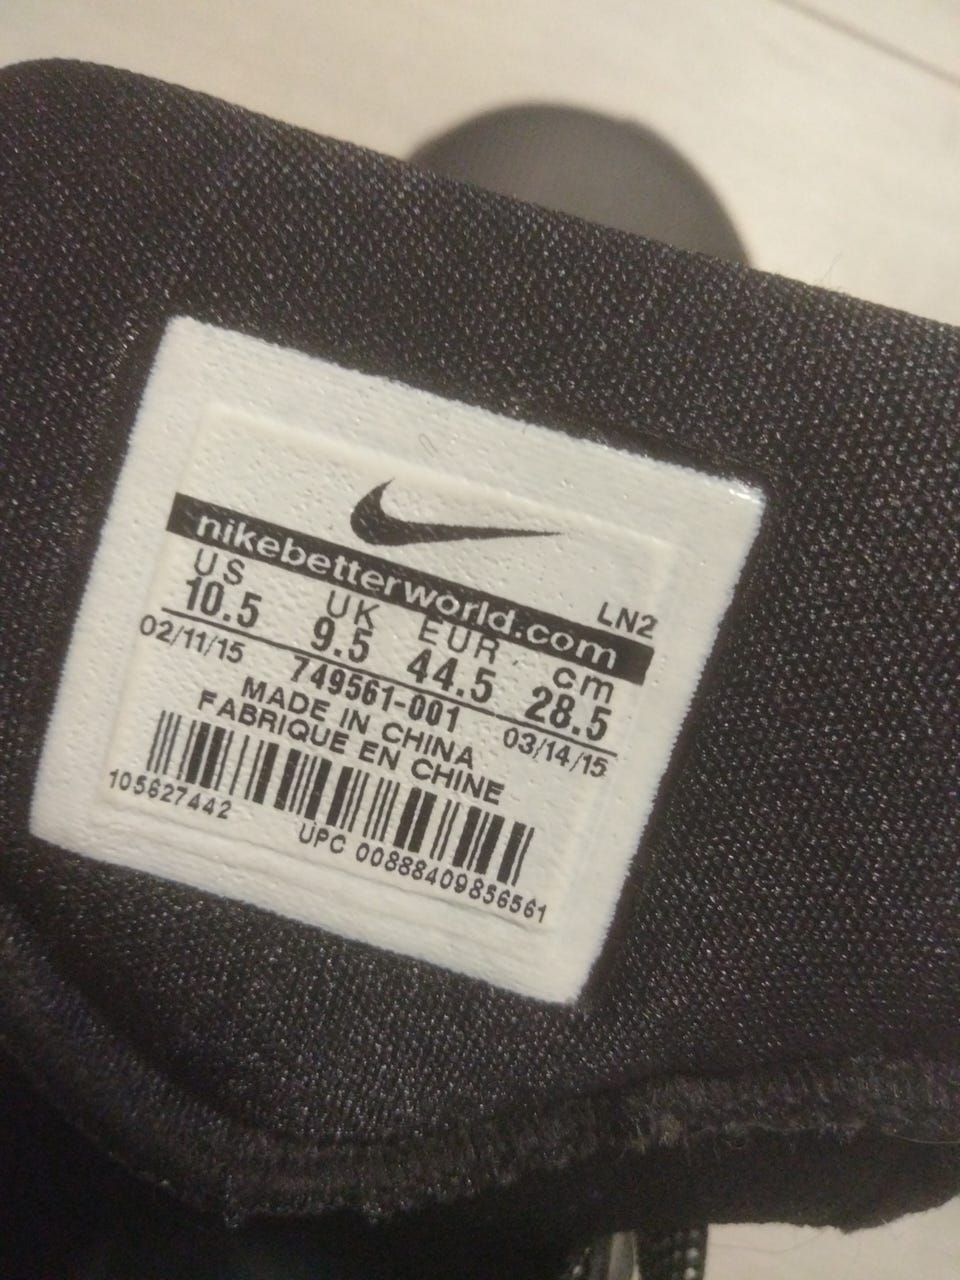 nikebetterworld.com
LN2
US UK EUR cm
10.5 9.5 44.5 28.5
02/11/15 749561-001 03/14/15
MADE IN CHINA
FABRIQUE EN CHINE
105627442
UPC 00888409856561